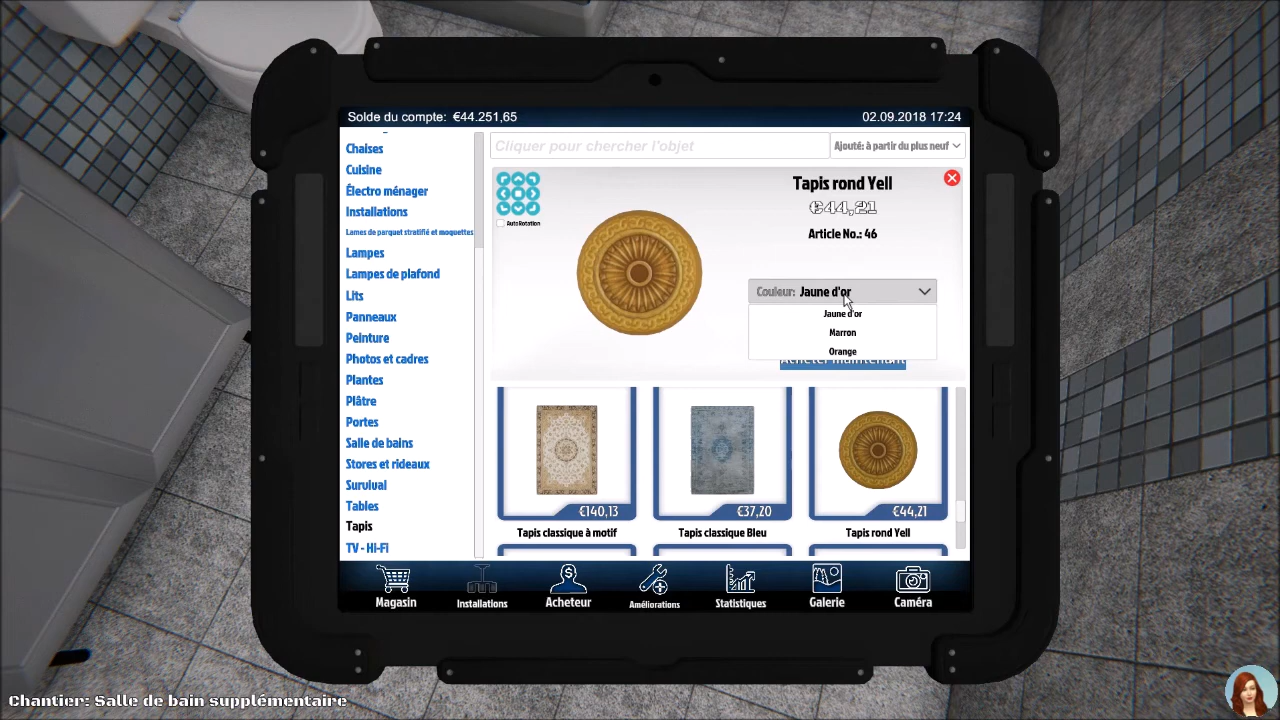 Solde du compte: €44.251,65
02.09.2018 17:24
Chaises
Cuisine
Électro ménager
Installations
Lames de parquet stratifié et moquettes
Lampes
Lampes de plafond
Lits
Panneaux
Peinture
Photos et cadres
Plantes
Plâtre
Portes
Salle de bains
Stores et rideaux
Survival
Tables
Tapis
TV - Hi-Fi
Cliquer pour chercher l'objet
Ajouté: à partir du plus neuf
AutoRotation
Tapis rond Yell
€44,21
Article No.: 46
Couleur: Jaune d'or
Jaune d'or
Marron
Orange
Acheter maintenant
€140,13
€37,20
€44,21
Tapis classique à motif
Tapis classique Bleu
Tapis rond Yell
Magasin
Installations
Acheteur
Améliorations
Statistiques
Galerie
Caméra
Chantier: Salle de bain supplémentaire